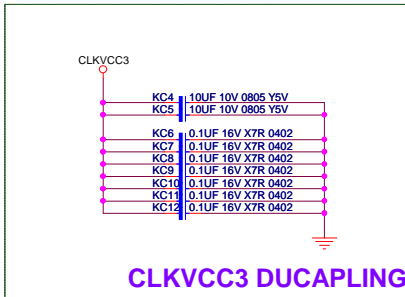 CLKVCC3
KC4 10UF 10V 0805 Y5V
KC5 10UF 10V 0805 Y5V
KC6 0.1UF 16V X7R 0402
KC7 0.1UF 16V X7R 0402
KC8 0.1UF 16V X7R 0402
KC9 0.1UF 16V X7R 0402
KC10 0.1UF 16V X7R 0402
KC11 0.1UF 16V X7R 0402
KC12 0.1UF 16V X7R 0402
CLKVCC3 DUCAPLING